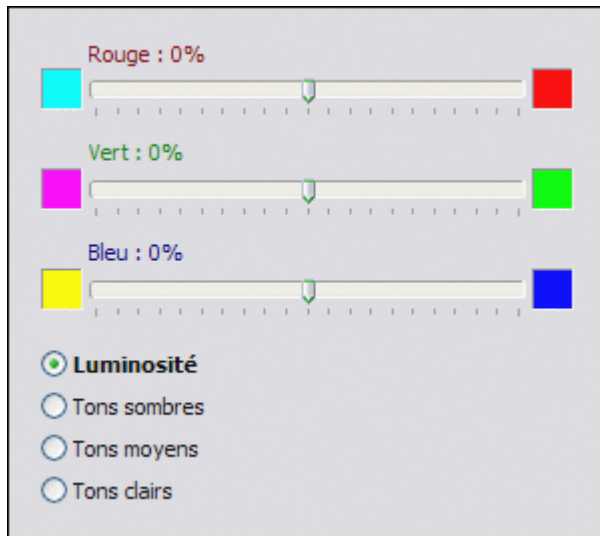 Rouge : 0%
Vert : 0%
Bleu : 0%
Luminosité
Tons sombres
Tons moyens
Tons clairs